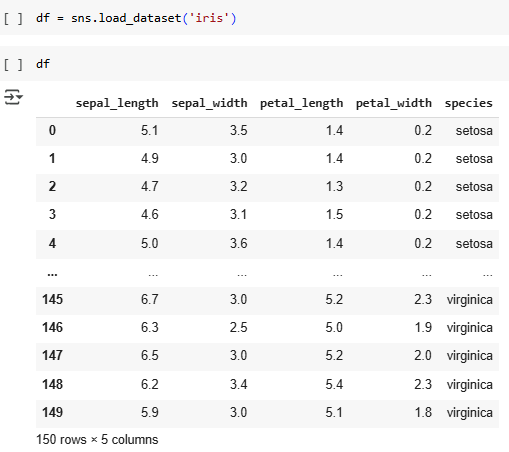 [ ] df = sns.load_dataset('iris')
[ ] df
sepal_length sepal_width petal_length petal_width species
0 5.1 3.5 1.4 0.2 setosa
1 4.9 3.0 1.4 0.2 setosa
2 4.7 3.2 1.3 0.2 setosa
3 4.6 3.1 1.5 0.2 setosa
4 5.0 3.6 1.4 0.2 setosa
... ... ... ... ... ...
145 6.7 3.0 5.2 2.3 virginica
146 6.3 2.5 5.0 1.9 virginica
147 6.5 3.0 5.2 2.0 virginica
148 6.2 3.4 5.4 2.3 virginica
149 5.9 3.0 5.1 1.8 virginica
150 rows × 5 columns